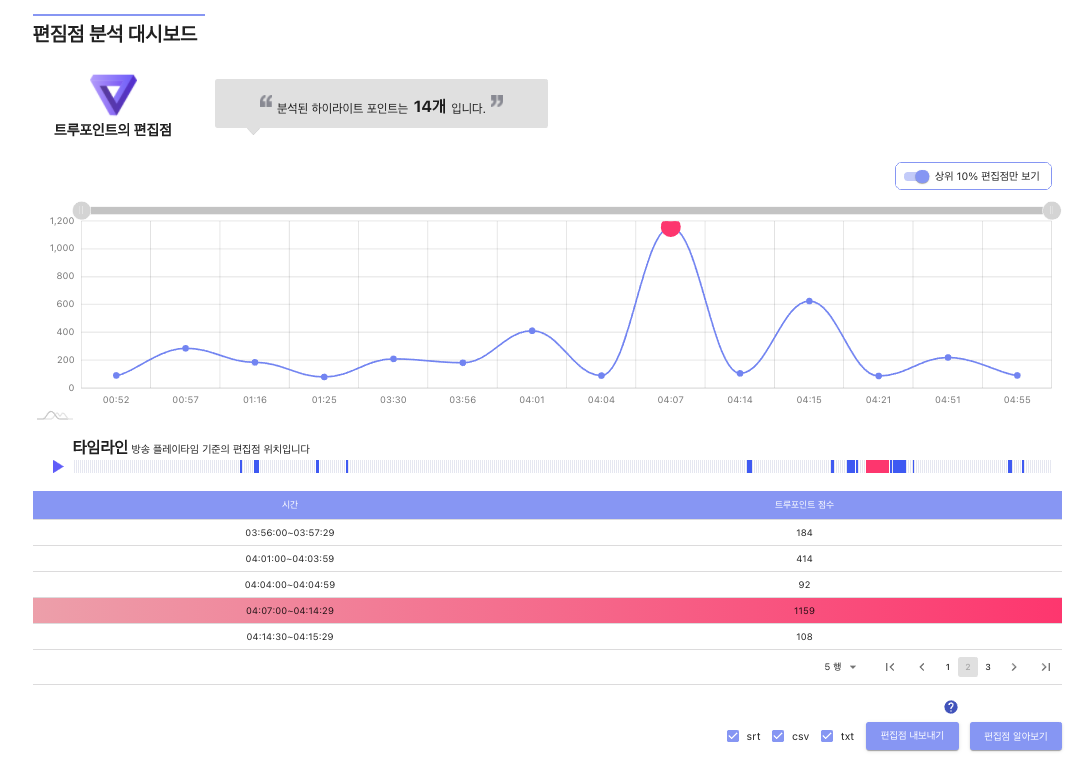 편집점 분석 대시보드
트루포인트의 편집점
❝ 분석된 하이라이트 포인트는 14개 입니다. ❞
상위 10% 편집점만 보기
1,200
1,000
800
600
400
200
0
00:52 00:57 01:16 01:25 03:30 03:56 04:01 04:04 04:07 04:14 04:15 04:21 04:51 04:55
타임라인 방송 플레이타임 기준의 편집점 위치입니다
시간 트루포인트 점수
03:56:00~03:57:29 184
04:01:00~04:03:59 414
04:04:00~04:04:59 92
04:07:00~04:14:29 1159
04:14:30~04:15:29 108
5 행 1 2 3
?
srt csv txt 편집점 내보내기 편집점 알아보기